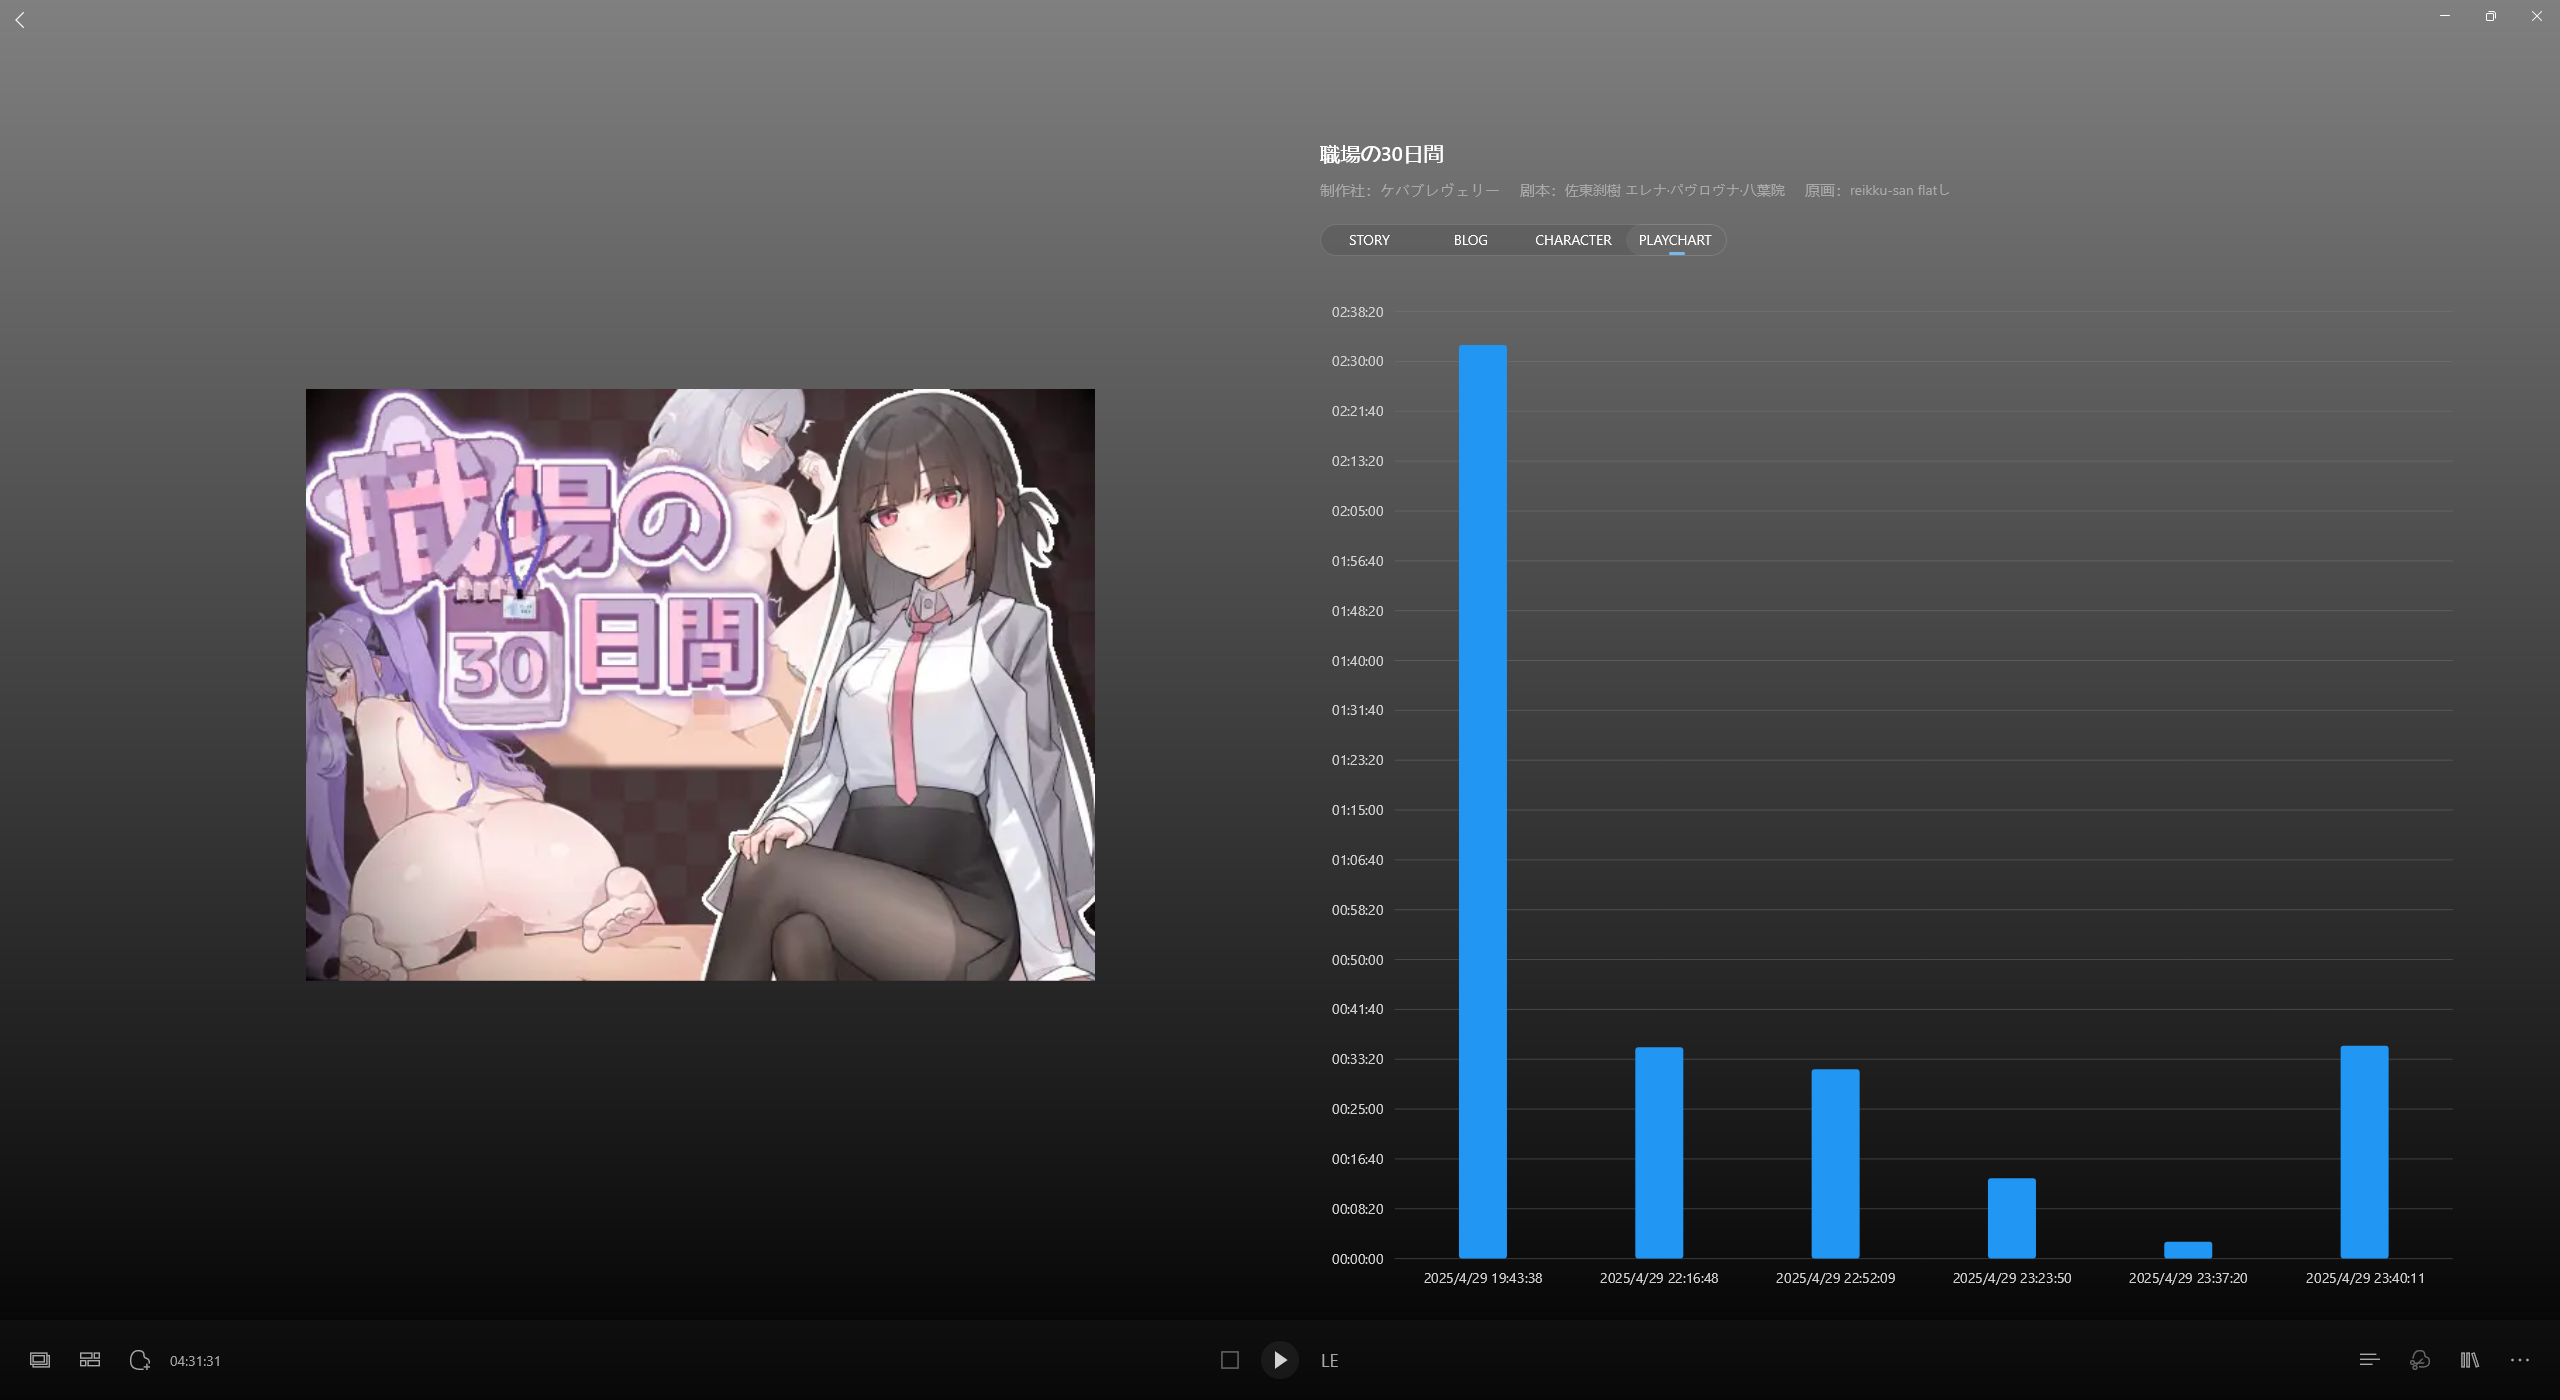 職場の30日間
制作社：ケバブレヴェリー 剧本：佐東剡樹 エレナ·パヴロヴナ·八葉院 原画：reikku-san flatし
STORY BLOG CHARACTER PLAYCHART
職場の
30日間
02:38:20
02:30:00
02:21:40
02:13:20
02:05:00
01:56:40
01:48:20
01:40:00
01:31:40
01:23:20
01:15:00
01:06:40
00:58:20
00:50:00
00:41:40
00:33:20
00:25:00
00:16:40
00:08:20
00:00:00
2025/4/29 19:43:38 2025/4/29 22:16:48 2025/4/29 22:52:09 2025/4/29 23:23:50 2025/4/29 23:37:20 2025/4/29 23:40:11
04:31:31 LE